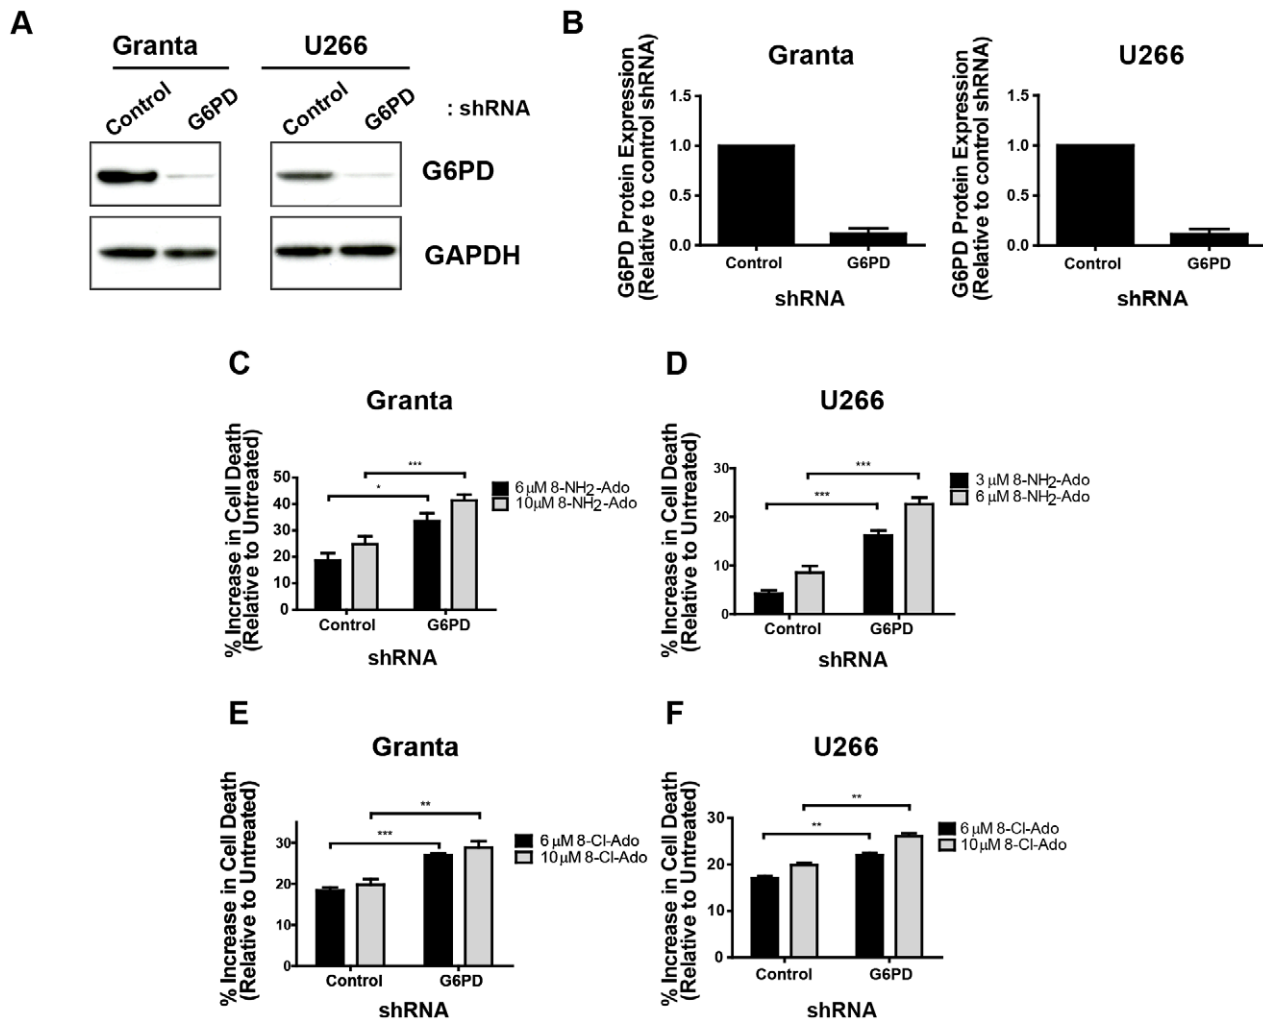 A
Granta
U266
Control
G6PD
Control
G6PD
: shRNA
G6PD
GAPDH
B
Granta
G6PD Protein Expression
(Relative to control shRNA)
1.5
1.0
0.5
0.0
Control
G6PD
shRNA
U266
G6PD Protein Expression
(Relative to control shRNA)
1.5
1.0
0.5
0.0
Control
G6PD
shRNA
C
Granta
% Increase in Cell Death
(Relative to Untreated)
50
40
30
20
10
0
*
***
6 μM 8-NH2-Ado
10μM 8-NH2-Ado
Control
G6PD
shRNA
D
U266
% Increase in Cell Death
(Relative to Untreated)
30
20
10
0
***
***
3 μM 8-NH2-Ado
6 μM 8-NH2-Ado
Control
G6PD
shRNA
E
Granta
% Increase in Cell Death
(Relative to Untreated)
30
20
10
0
***
**
6 μM 8-Cl-Ado
10μM 8-Cl-Ado
Control
G6PD
shRNA
F
U266
% Increase in Cell Death
(Relative to Untreated)
30
20
10
0
**
**
6 μM 8-Cl-Ado
10μM 8-Cl-Ado
Control
G6PD
shRNA